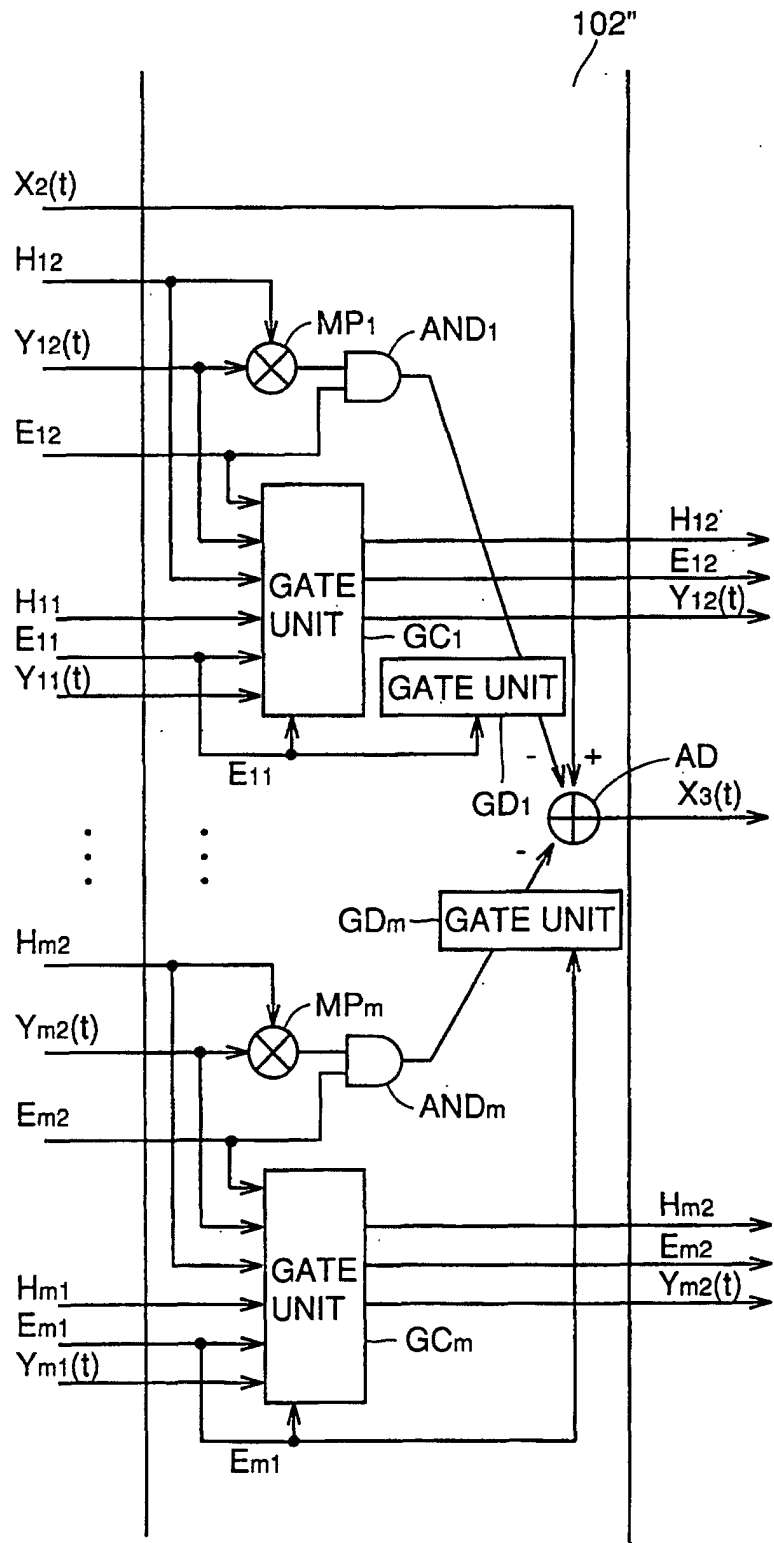 102"
X2(t)
H12
MP1
AND1
Y12(t)
E12
H12
E12
GATE
UNIT
Y12(t)
H11
GC1
E11
GATE UNIT
Y11(t)
E11
- +
AD
GD1
X3(t)
-
GDm
GATE UNIT
Hm2
MPm
Ym2(t)
ANDm
Em2
Hm2
Em2
GATE
UNIT
Ym2(t)
Hm1
Em1
GCm
Ym1(t)
Em1